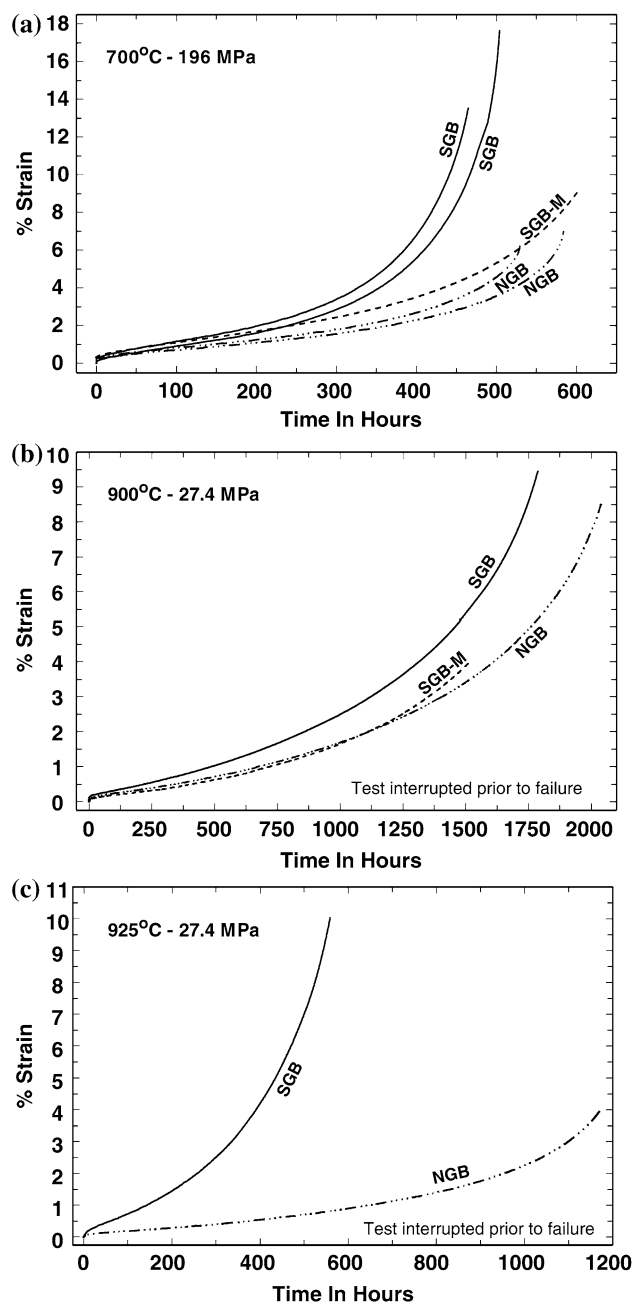 (a)
700°C - 196 MPa
% Strain
18
16
14
12
10
8
6
4
2
0
SGB
SGB
SGB-M
NGB
NGB
0 100 200 300 400 500 600
Time In Hours
(b)
900°C - 27.4 MPa
% Strain
10
9
8
7
6
5
4
3
2
1
0
SGB
SGB-M
NGB
Test interrupted prior to failure
0 250 500 750 1000 1250 1500 1750 2000
Time In Hours
(c)
925°C - 27.4 MPa
% Strain
11
10
9
8
7
6
5
4
3
2
1
0
SGB
NGB
Test interrupted prior to failure
0 200 400 600 800 1000 1200
Time In Hours